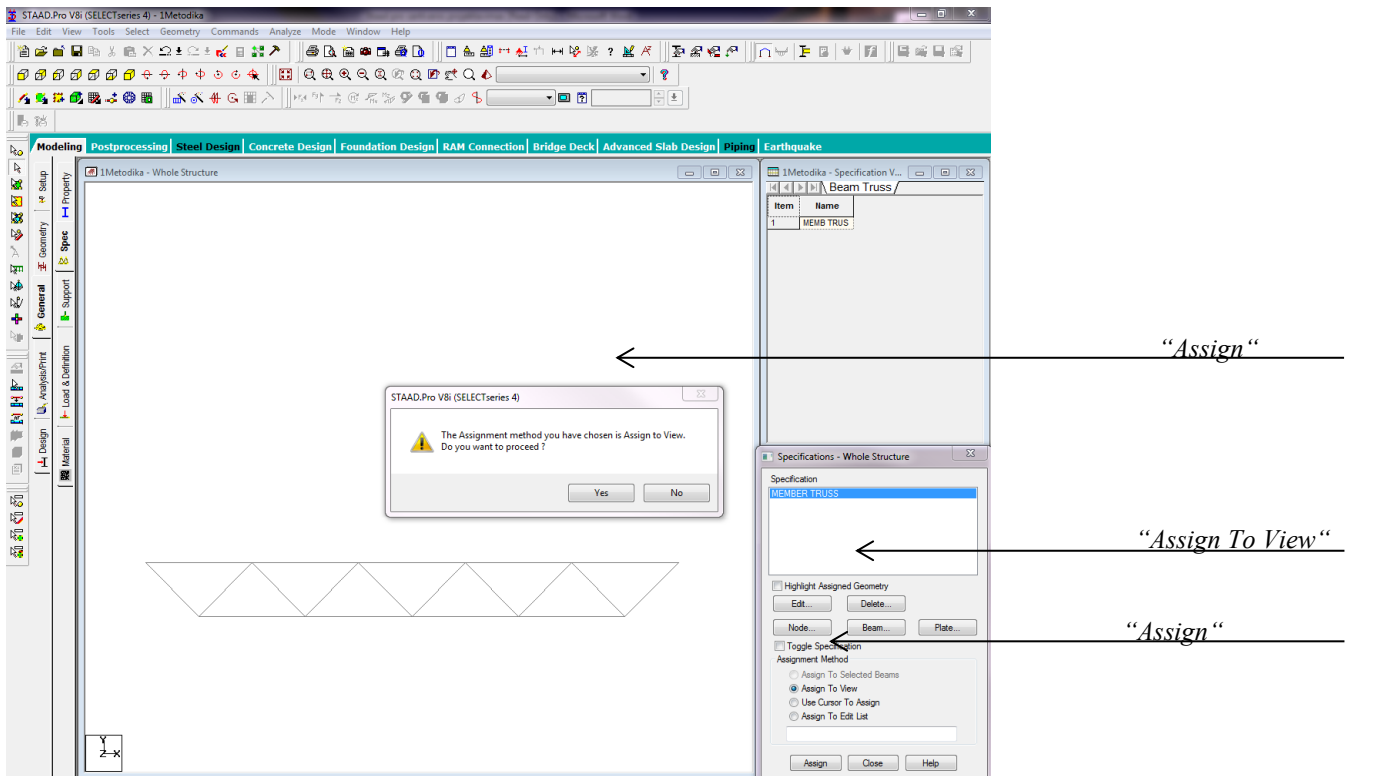 STAAD.Pro V8i (SELECTseries 4) - 1Metodika
File Edit View Tools Select Geometry Commands Analyze Mode Window Help
Modeling Postprocessing Steel Design Concrete Design Foundation Design RAM Connection Bridge Deck Advanced Slab Design Piping Earthquake
Setup
Geometry
General
Analysis/Print
Design
Property
Spec
Support
Load & Definition
Material
1Metodika - Whole Structure
1Metodika - Specification V...
Beam Truss
Item Name
1 MEMB TRUS
“Assign“
STAAD.Pro V8i (SELECTseries 4)
The Assignment method you have chosen is Assign to View.
Do you want to proceed ?
Yes No
Specifications - Whole Structure
Specification
MEMBER TRUSS
“Assign To View“
Highlight Assigned Geometry
Edit... Delete...
Node... Beam... Plate...
“Assign“
Toggle Specification
Assignment Method
Assign To Selected Beams
Assign To View
Use Cursor To Assign
Assign To Edit List
Assign Close Help
Y
Z X